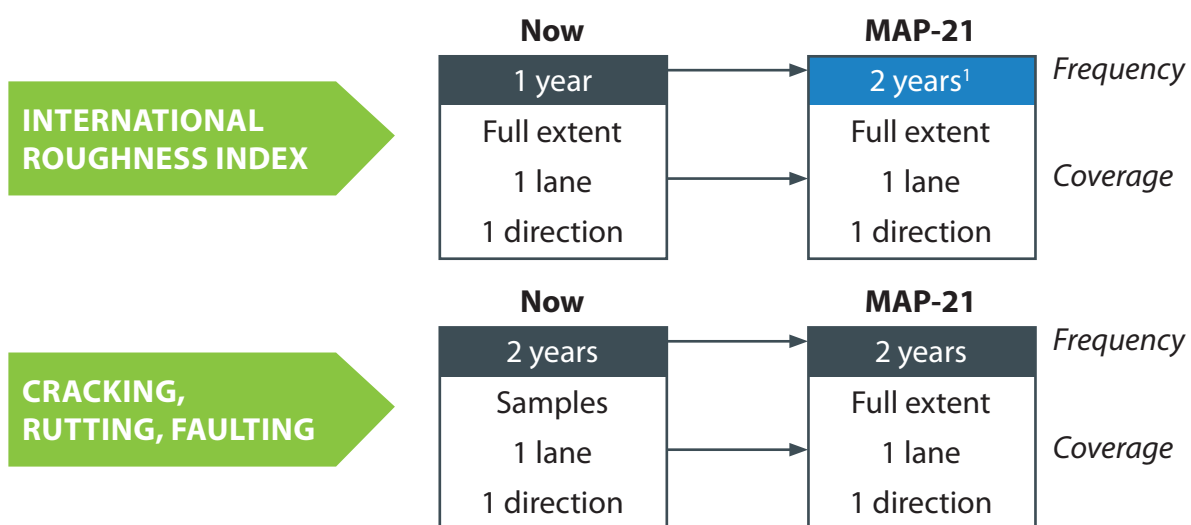 Now
MAP-21
INTERNATIONAL
ROUGHNESS INDEX
1 year
2 years¹
Frequency
Full extent
Full extent
1 lane
1 lane
Coverage
1 direction
1 direction
Now
MAP-21
CRACKING,
RUTTING, FAULTING
2 years
2 years
Frequency
Samples
Full extent
1 lane
1 lane
Coverage
1 direction
1 direction